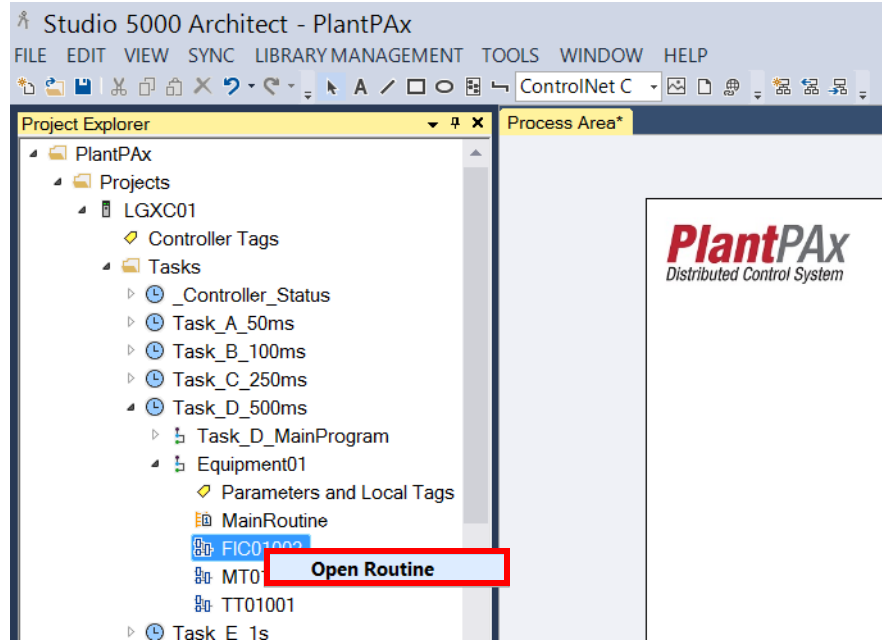 Studio 5000 Architect - PlantPAx
FILE EDIT VIEW SYNC LIBRARY MANAGEMENT TOOLS WINDOW HELP
ControlNet C
Project Explorer
Process Area*
PlantPAx
Projects
LGXC01
Controller Tags
Tasks
_Controller_Status
Task_A_50ms
Task_B_100ms
Task_C_250ms
Task_D_500ms
Task_D_MainProgram
Equipment01
Parameters and Local Tags
MainRoutine
Open Routine
TT01001
Task_E_1s
PlantPAx
Distributed Control System